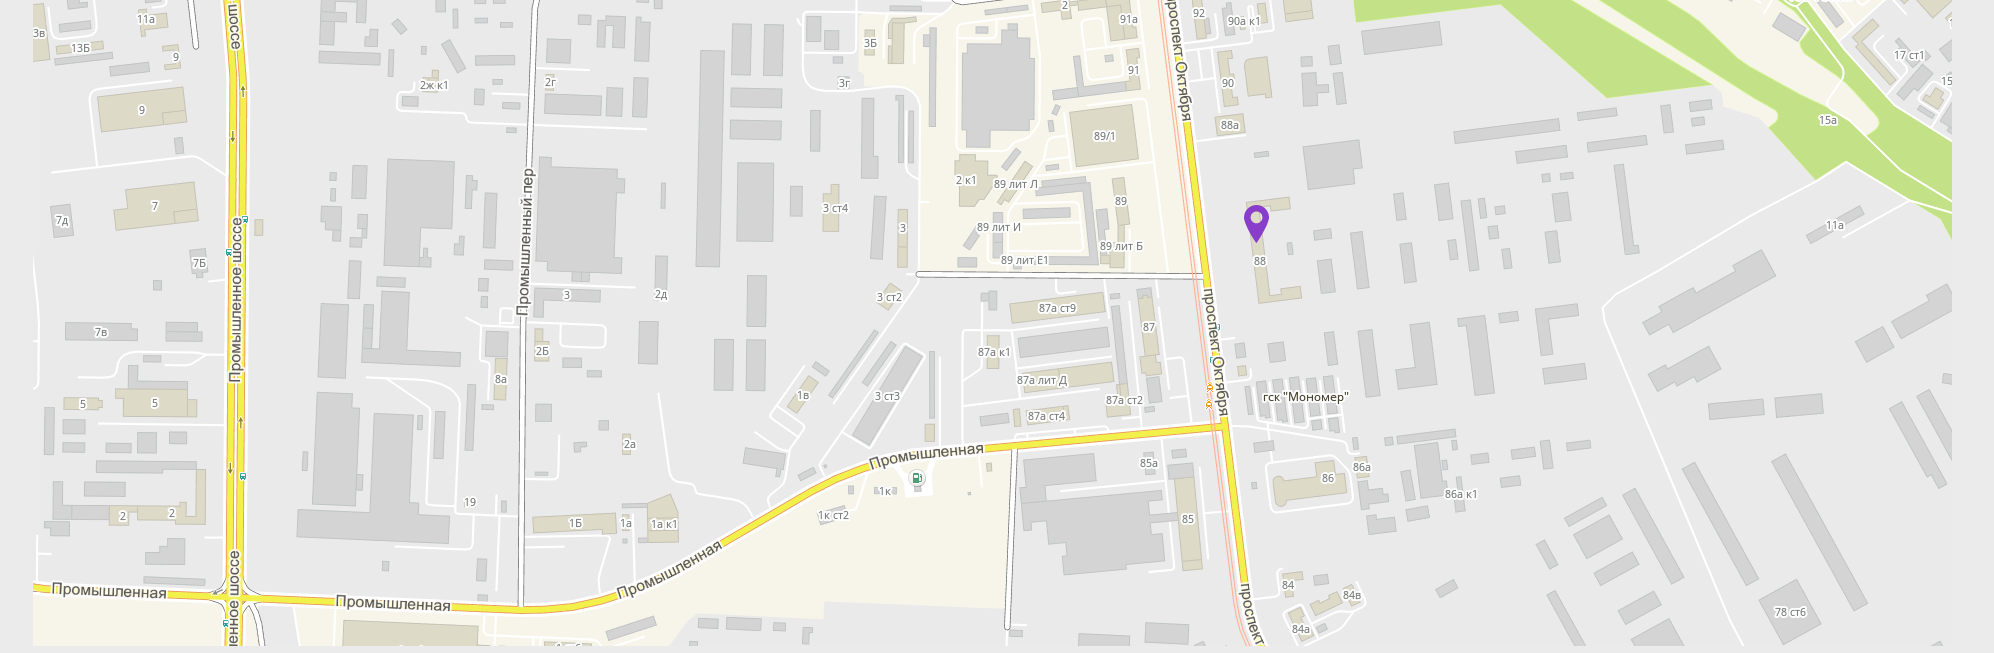 шоссе
3в
11а
13Б
9
9
2ж к1
2г
3Б
3г
2
91а
91
проспект Октября
92
90а к1
90
88а
89/1
17 ст1
15
15а
7д
7
7Б
Промышленное шоссе
Промышленный пер
3 ст4
3
2 к1
89 лит Л
89
89 лит И
89 лит Б
89 лит Е1
88
11а
3
2д
3 ст2
87а ст9
87
проспект Октября
7в
2Б
8а
87а к1
87а лит Д
87а ст2
87а ст4
1в
3 ст3
гск "Мономер"
5
5
2а
Промышленная
85а
86
86а
86а к1
19
2
2
1Б
1а
1а к1
1к
1к ст2
85
Промышленная
Промышленная
Промышленная
ленное шоссе
84
84а
84в
проспект
78 ст6